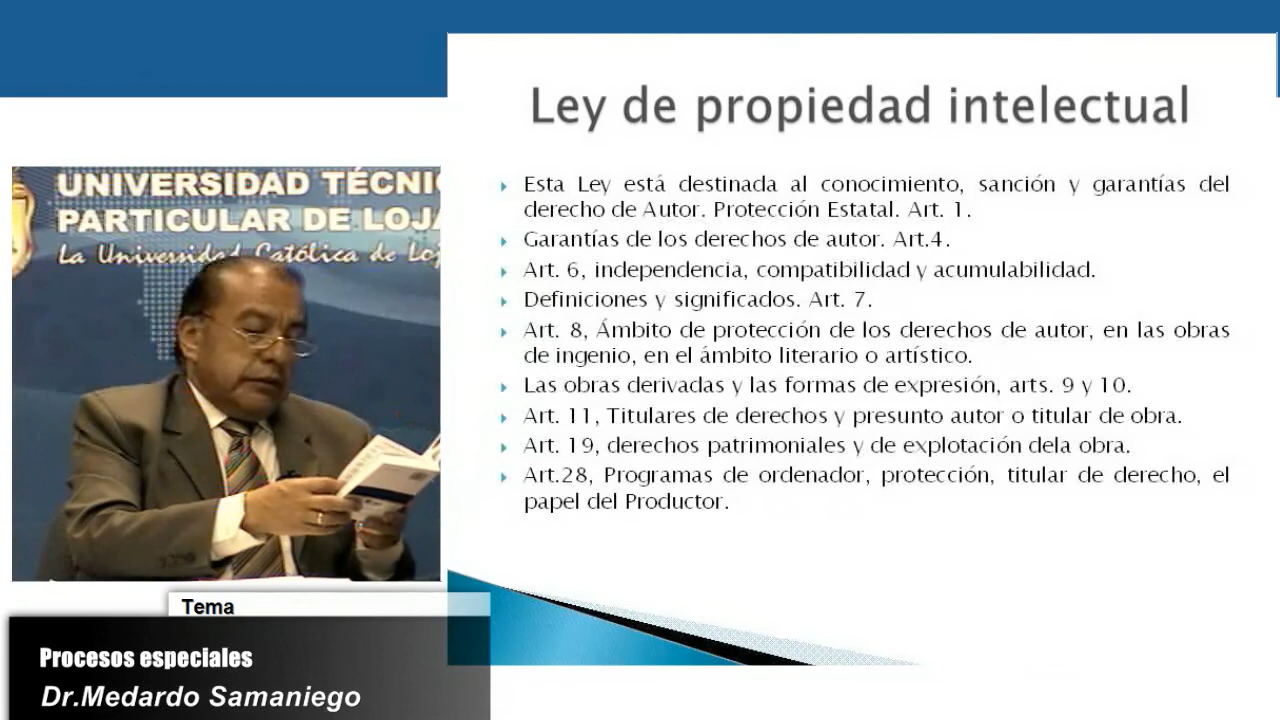 Ley de propiedad intelectual
UNIVERSIDAD TÉCNI
PARTICULAR DE LOJA
La Universidad Católica de Loj
Esta Ley está destinada al conocimiento, sanción y garantías del
derecho de Autor. Protección Estatal. Art. 1.
Garantías de los derechos de autor. Art.4.
Art. 6, independencia, compatibilidad y acumulabilidad.
Definiciones y significados. Art. 7.
Art. 8, Ámbito de protección de los derechos de autor, en las obras
de ingenio, en el ámbito literario o artístico.
Las obras derivadas y las formas de expresión, arts. 9 y 10.
Art. 11, Titulares de derechos y presunto autor o titular de obra.
Art. 19, derechos patrimoniales y de explotación dela obra.
Art.28, Programas de ordenador, protección, titular de derecho, el
papel del Productor.
Tema
Procesos especiales
Dr.Medardo Samaniego